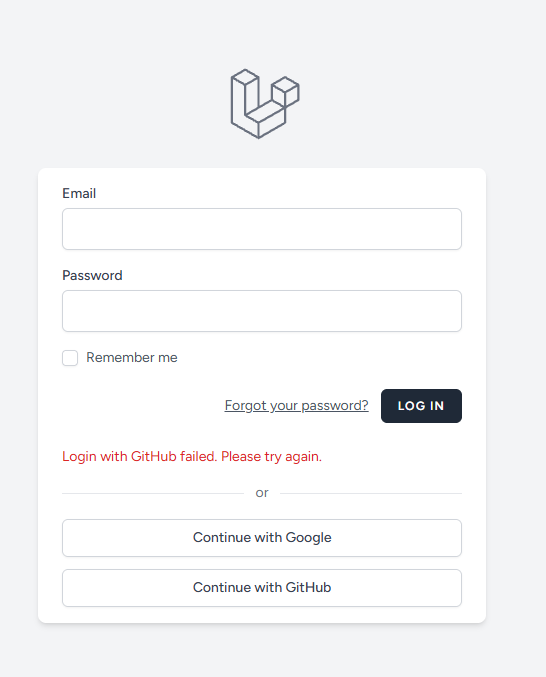 Email
Password
Remember me
Forgot your password?
LOG IN
Login with GitHub failed. Please try again.
or
Continue with Google
Continue with GitHub